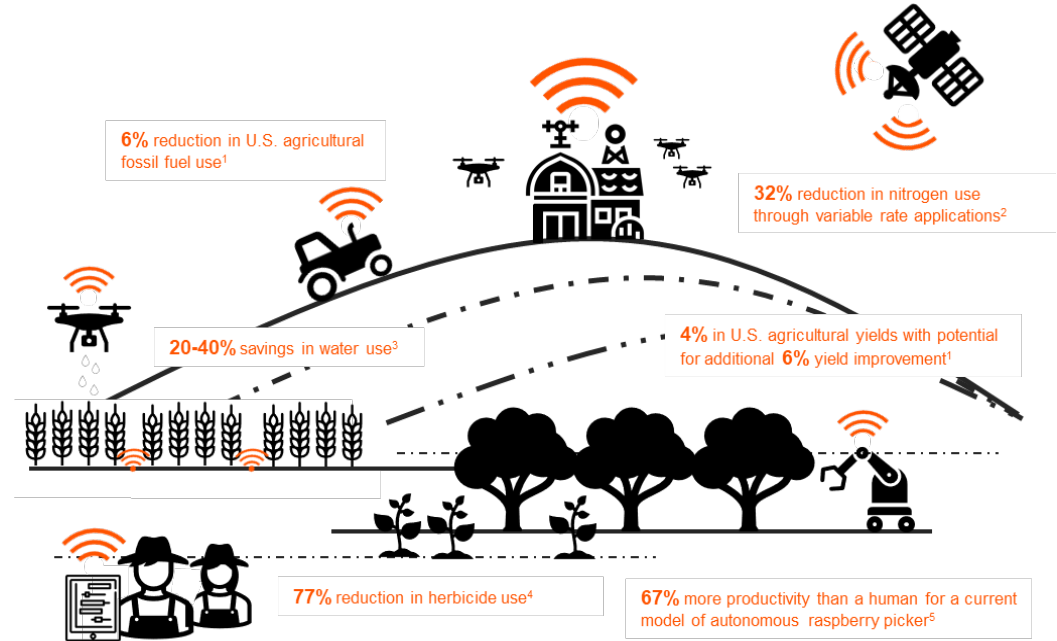 6% reduction in U.S. agricultural
fossil fuel use¹
32% reduction in nitrogen use
through variable rate applications²
20-40% savings in water use³
4% in U.S. agricultural yields with potential
for additional 6% yield improvement¹
77% reduction in herbicide use⁴
67% more productivity than a human for a current
model of autonomous raspberry picker⁵